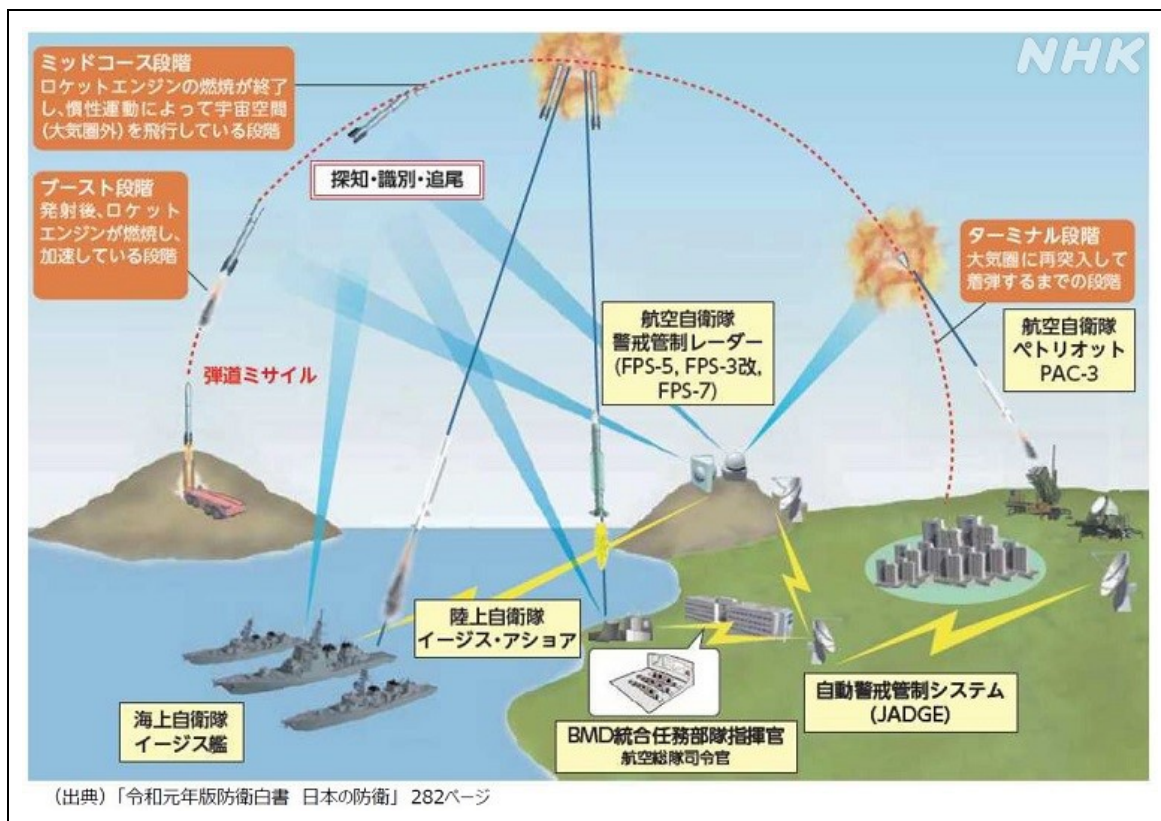 NHK
ミッドコース段階
ロケットエンジンの燃焼が終了
し、慣性運動によって宇宙空間
(大気圏外)を飛行している段階
探知・識別・追尾
ブースト段階
発射後、ロケット
エンジンが燃焼し、
加速している段階
ターミナル段階
大気圏に再突入して
着弾するまでの段階
航空自衛隊
警戒管制レーダー
(FPS-5, FPS-3改,
FPS-7)
航空自衛隊
ペトリオット
PAC-3
弾道ミサイル
陸上自衛隊
イージス・アショア
海上自衛隊
イージス艦
BMD統合任務部隊指揮官
航空総隊司令官
自動警戒管制システム
(JADGE)
(出典)「令和元年版防衛白書 日本の防衛」 282ページ